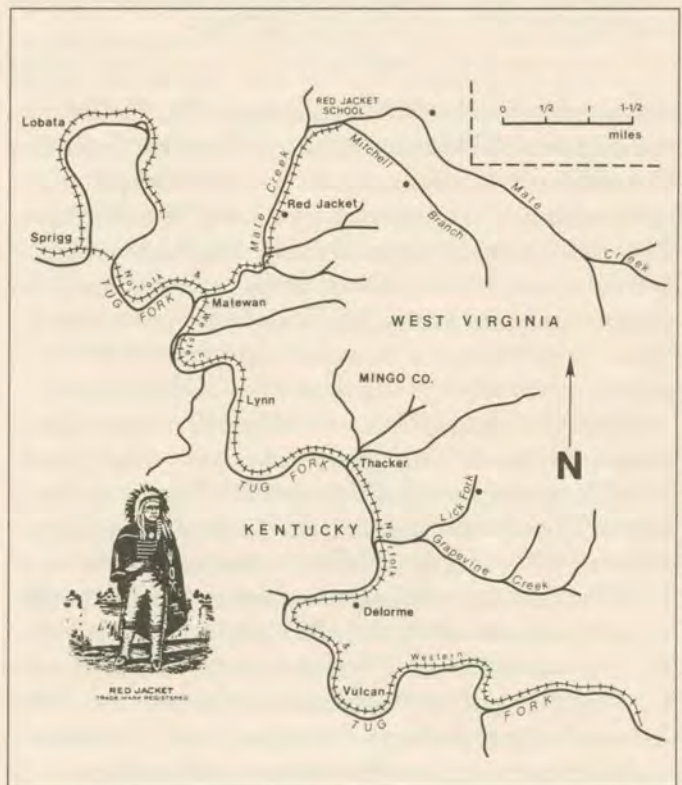 Lobata
RED JACKET
SCHOOL
0 1/2 1 1-1/2
miles
Mitchell
Branch
Mate Creek
Red Jacket
Mate
Creek
Sprigg
Norfolk &
TUG FORK
Matewan
Western
WEST VIRGINIA
MINGO CO.
Lynn
N
TUG FORK
Thacker
KENTUCKY
Lick Fork
Norfolk
Grapevine Creek
Delorme
&
Western
Vulcan
TUG FORK
RED JACKET
TRADE MARK REGISTERED